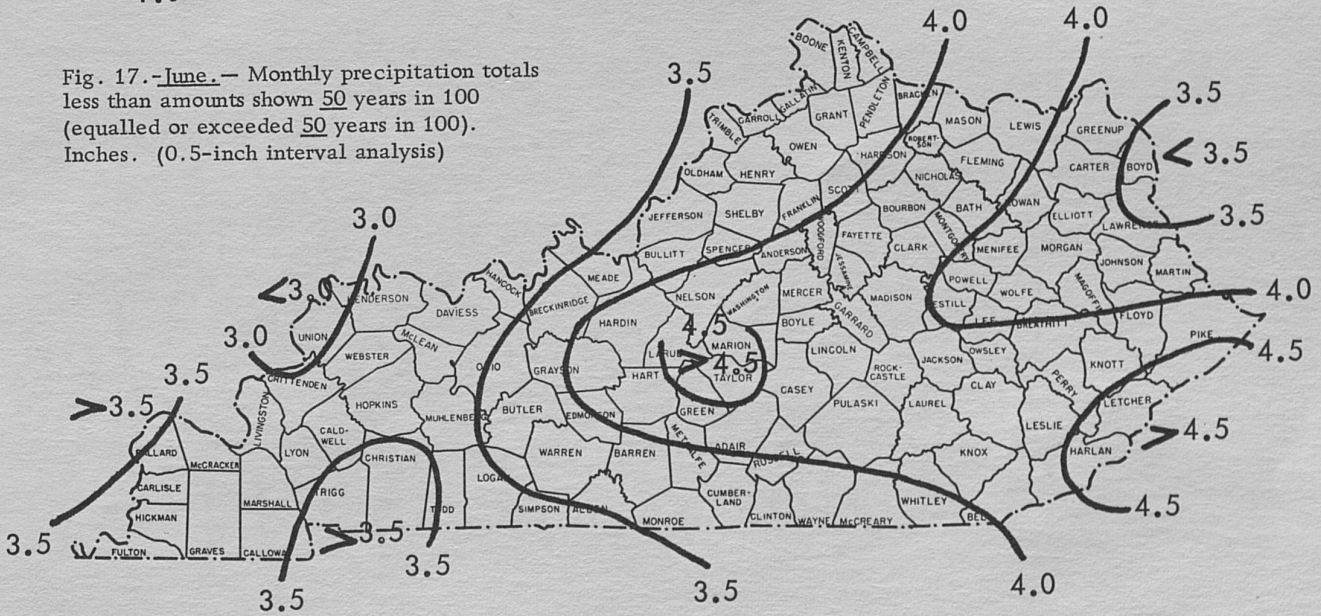 Fig. 17.-June.— Monthly precipitation totals
less than amounts shown 50 years in 100
(equalled or exceeded 50 years in 100).
Inches. (0.5-inch interval analysis)
4.0
4.0
3.5
3.5
<3.5
3.5
3.0
<3.0
3.0
3.5
>3.5
3.5
3.5
>3.5
3.5
3.5
4.0
4.5
>4.5
4.0
4.5
>4.5
4.5
BOONE
KENTON
CAMPBELL
GALLATIN
CARROLL
TRIMBLE
GRANT
PENDLETON
BRACKEN
MASON
LEWIS
GREENUP
ROBERT-
SON
OWEN
HARRISON
FLEMING
CARTER
BOYD
OLDHAM
HENRY
NICHOLAS
SCOTT
FRANKLIN
BOURBON
BATH
ROWAN
ELLIOTT
LAWRENCE
JEFFERSON
SHELBY
WOODFORD
FAYETTE
MONTGOMERY
CLARK
MENIFEE
MORGAN
JOHNSON
MARTIN
BULLITT
SPENCER
ANDERSON
JESSAMINE
POWELL
WOLFE
MAGOFFIN
FLOYD
PIKE
MEADE
HANCOCK
BRECKINRIDGE
NELSON
WASHINGTON
MERCER
MADISON
GARRARD
ESTILL
LEE
BREATHITT
HENDERSON
DAVIESS
UNION
WEBSTER
McLEAN
OHIO
HARDIN
LARUE
MARION
BOYLE
LINCOLN
JACKSON
OWSLEY
KNOTT
CRITTENDEN
GRAYSON
HART
TAYLOR
CASEY
ROCK-
CASTLE
CLAY
PERRY
LETCHER
LIVINGSTON
HOPKINS
MUHLENBERG
BUTLER
EDMONSON
GREEN
PULASKI
LAUREL
LESLIE
CALD-
WELL
LYON
CHRISTIAN
WARREN
BARREN
METCALFE
ADAIR
RUSSELL
KNOX
HARLAN
BALLARD
McCRACKEN
CARLISLE
MARSHALL
TRIGG
TODD
LOGAN
SIMPSON
ALLEN
MONROE
CUMBER-
LAND
CLINTON
WAYNE
McCREARY
WHITLEY
BELL
HICKMAN
FULTON
GRAVES
CALLOWAY